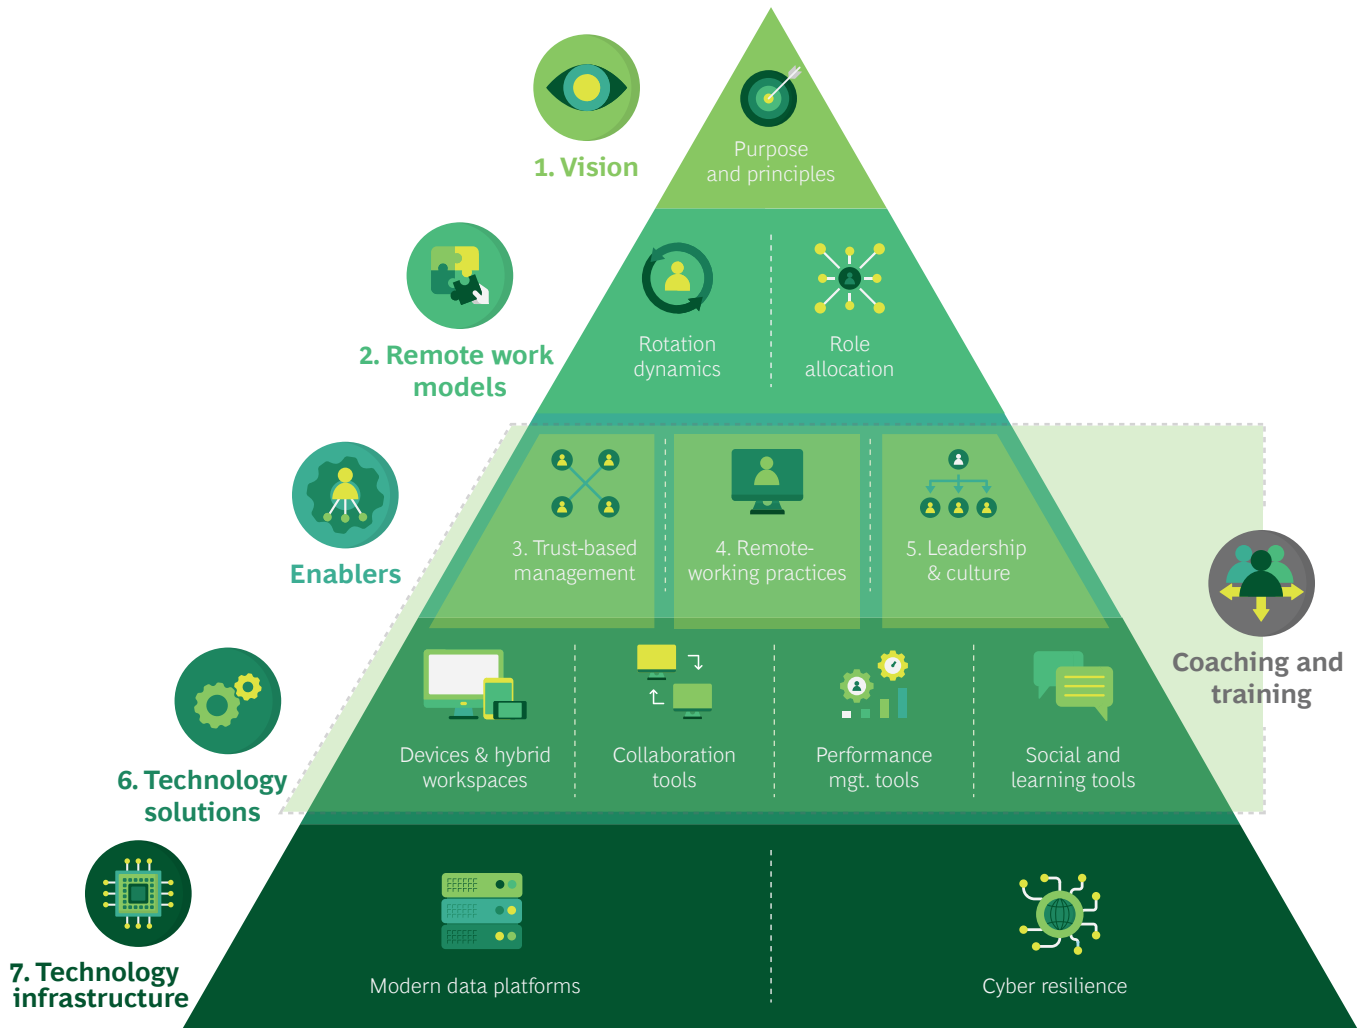 Purpose
and principles
1. Vision
Rotation
dynamics
Role
allocation
2. Remote work
models
3. Trust-based
management
4. Remote-
working practices
5. Leadership
& culture
Enablers
Coaching and
training
Devices & hybrid
workspaces
Collaboration
tools
Performance
mgt. tools
Social and
learning tools
6. Technology
solutions
7. Technology
infrastructure
Modern data platforms
Cyber resilience